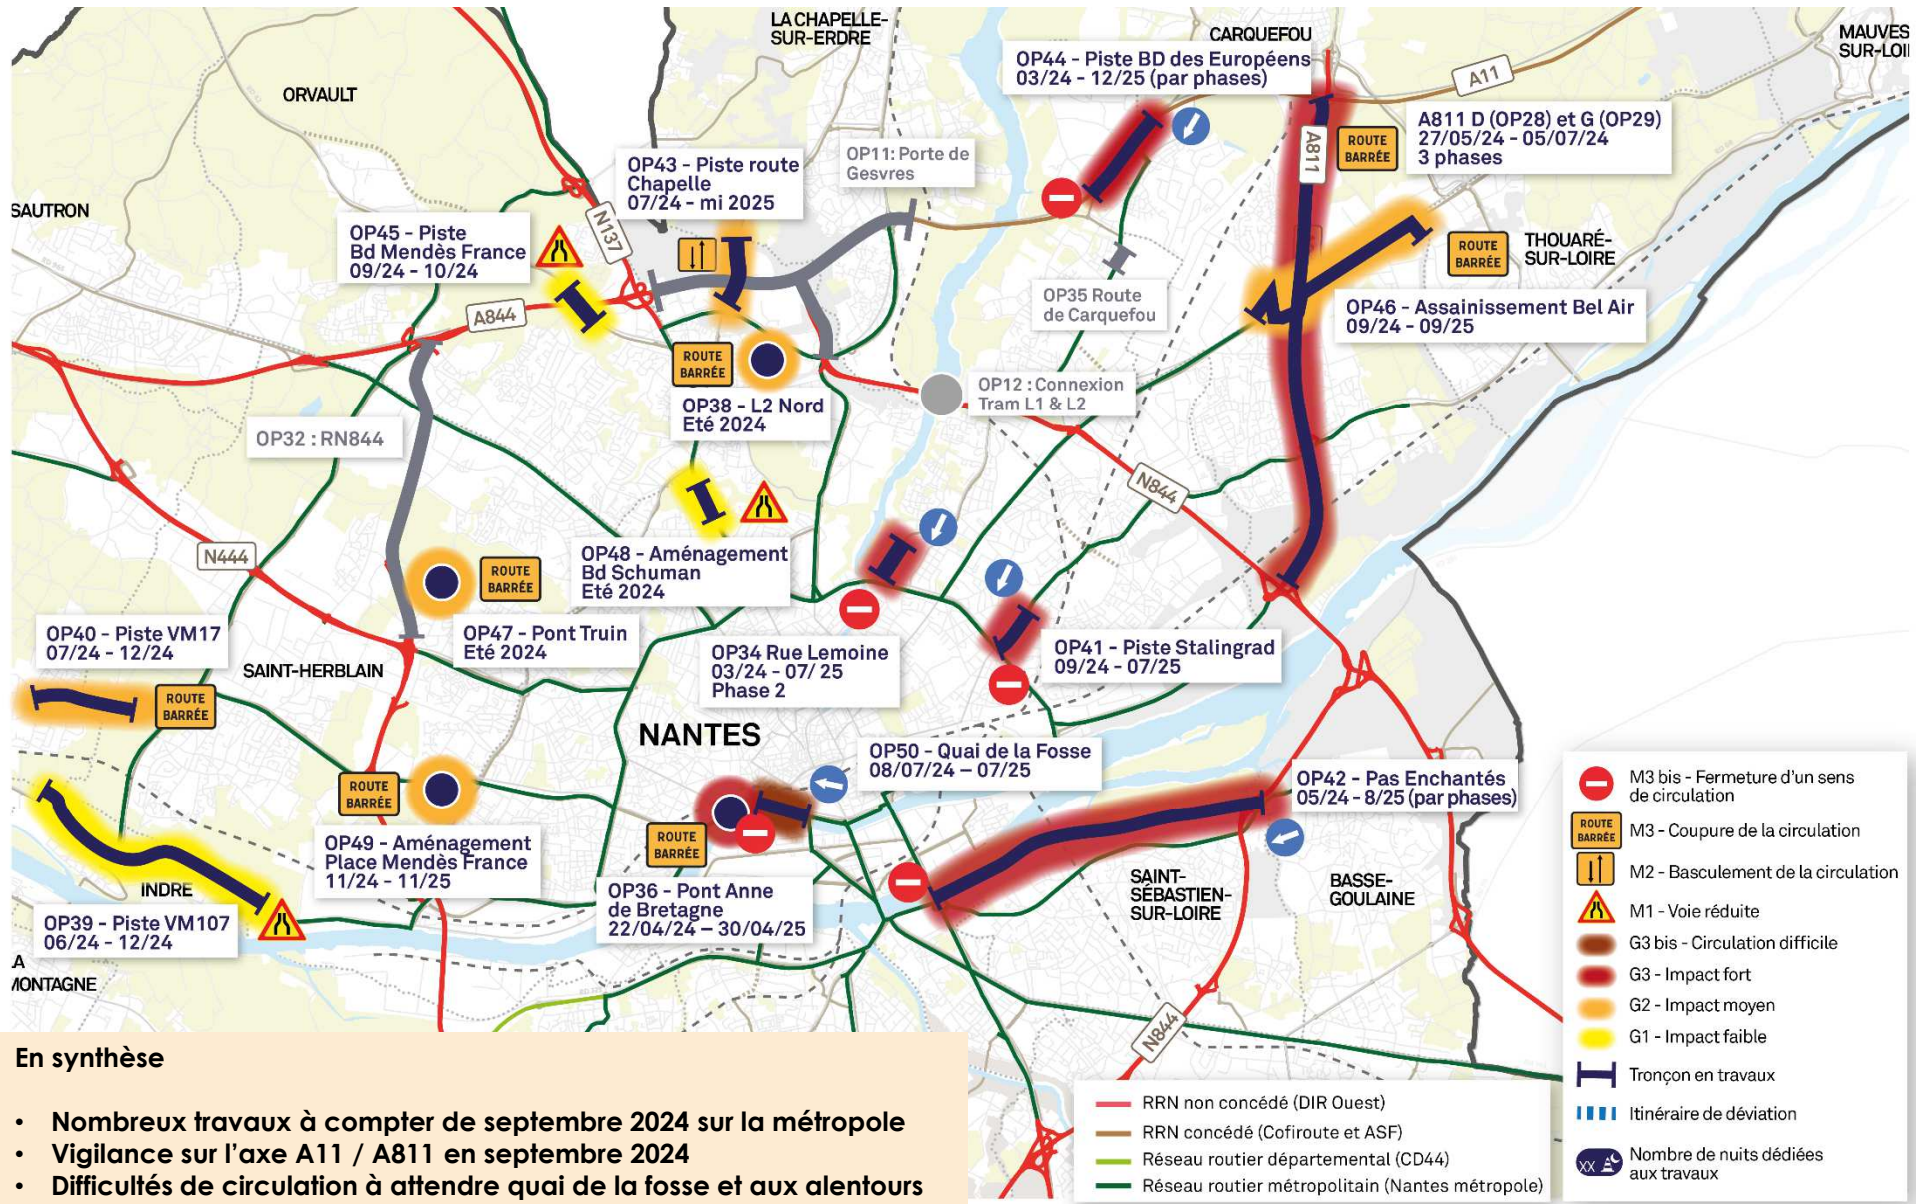 LA CHAPELLE-
SUR-ERDRE
CARQUEFOU
MAUVES
SUR-LOI
ORVAULT
OP44 - Piste BD des Européens
03/24 - 12/25 (par phases)
A11
A811 D (OP28) et G (OP29)
27/05/24 - 05/07/24
3 phases
ROUTE
BARRÉE
A811
OP43 - Piste route
Chapelle
07/24 - mi 2025
OP11: Porte de
Gesvres
SAUTRON
N137
OP45 - Piste
Bd Mendès France
09/24 - 10/24
ROUTE
BARRÉE
THOUARÉ-
SUR-LOIRE
A844
OP35 Route
de Carquefou
OP46 - Assainissement Bel Air
09/24 - 09/25
ROUTE
BARRÉE
OP38 - L2 Nord
Eté 2024
OP12 : Connexion
Tram L1 & L2
OP32 : RN844
N844
N444
OP48 - Aménagement
Bd Schuman
Eté 2024
ROUTE
BARRÉE
OP47 - Pont Truin
Eté 2024
OP40 - Piste VM17
07/24 - 12/24
SAINT-HERBLAIN
ROUTE
BARRÉE
OP34 Rue Lemoine
03/24 - 07/ 25
Phase 2
OP41 - Piste Stalingrad
09/24 - 07/25
NANTES
OP50 - Quai de la Fosse
08/07/24 – 07/25
OP42 - Pas Enchantés
05/24 - 8/25 (par phases)
ROUTE
BARRÉE
OP49 - Aménagement
Place Mendès France
11/24 - 11/25
ROUTE
BARRÉE
OP36 - Pont Anne
de Bretagne
22/04/24 – 30/04/25
INDRE
OP39 - Piste VM107
06/24 - 12/24
SAINT-
SÉBASTIEN-
SUR-LOIRE
BASSE-
GOULAINE
A
MONTAGNE
N844
M3 bis - Fermeture d'un sens
de circulation
ROUTE
BARRÉE
M3 - Coupure de la circulation
M2 - Basculement de la circulation
M1 - Voie réduite
G3 bis - Circulation difficile
G3 - Impact fort
G2 - Impact moyen
G1 - Impact faible
Tronçon en travaux
Itinéraire de déviation
XX
Nombre de nuits dédiées
aux travaux
RRN non concédé (DIR Ouest)
RRN concédé (Cofiroute et ASF)
Réseau routier départemental (CD44)
Réseau routier métropolitain (Nantes métropole)
En synthèse
• Nombreux travaux à compter de septembre 2024 sur la métropole
• Vigilance sur l'axe A11 / A811 en septembre 2024
• Difficultés de circulation à attendre quai de la fosse et aux alentours